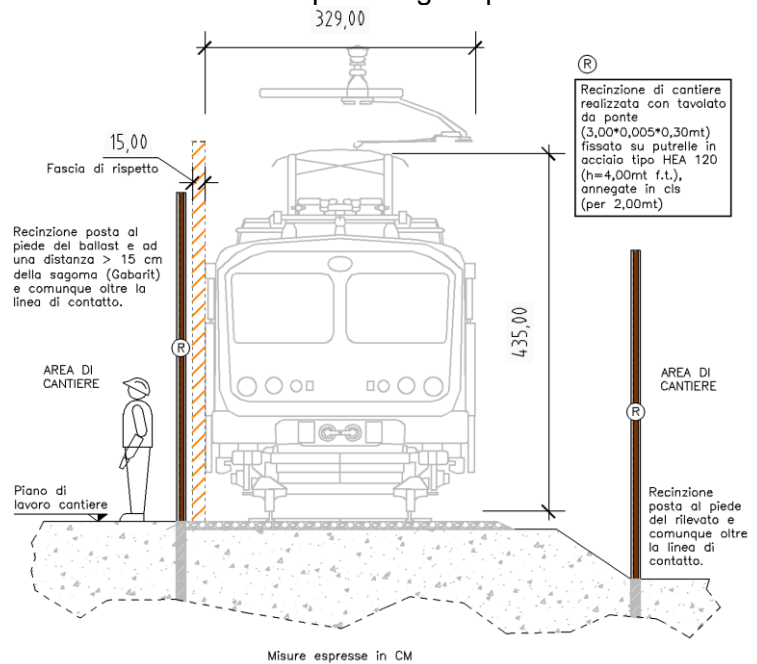 329,00
15,00
Fascia di rispetto
R
Recinzione di cantiere
realizzata con tavolato
da ponte
(3,00*0,005*0,30mt)
fissato su putrelle in
acciaio tipo HEA 120
(h=4,00mt f.t.),
annegate in cls
(per 2,00mt)
Recinzione posta al
piede del ballast e ad
una distanza > 15 cm
della sagoma (Gabarit)
e comunque oltre la
linea di contatto.
435,00
R
AREA DI
CANTIERE
AREA DI
CANTIERE
R
Piano di
lavoro cantiere
Recinzione
posta al piede
del rilevato e
comunque oltre
la linea di
contatto.
Misure espresse in CM